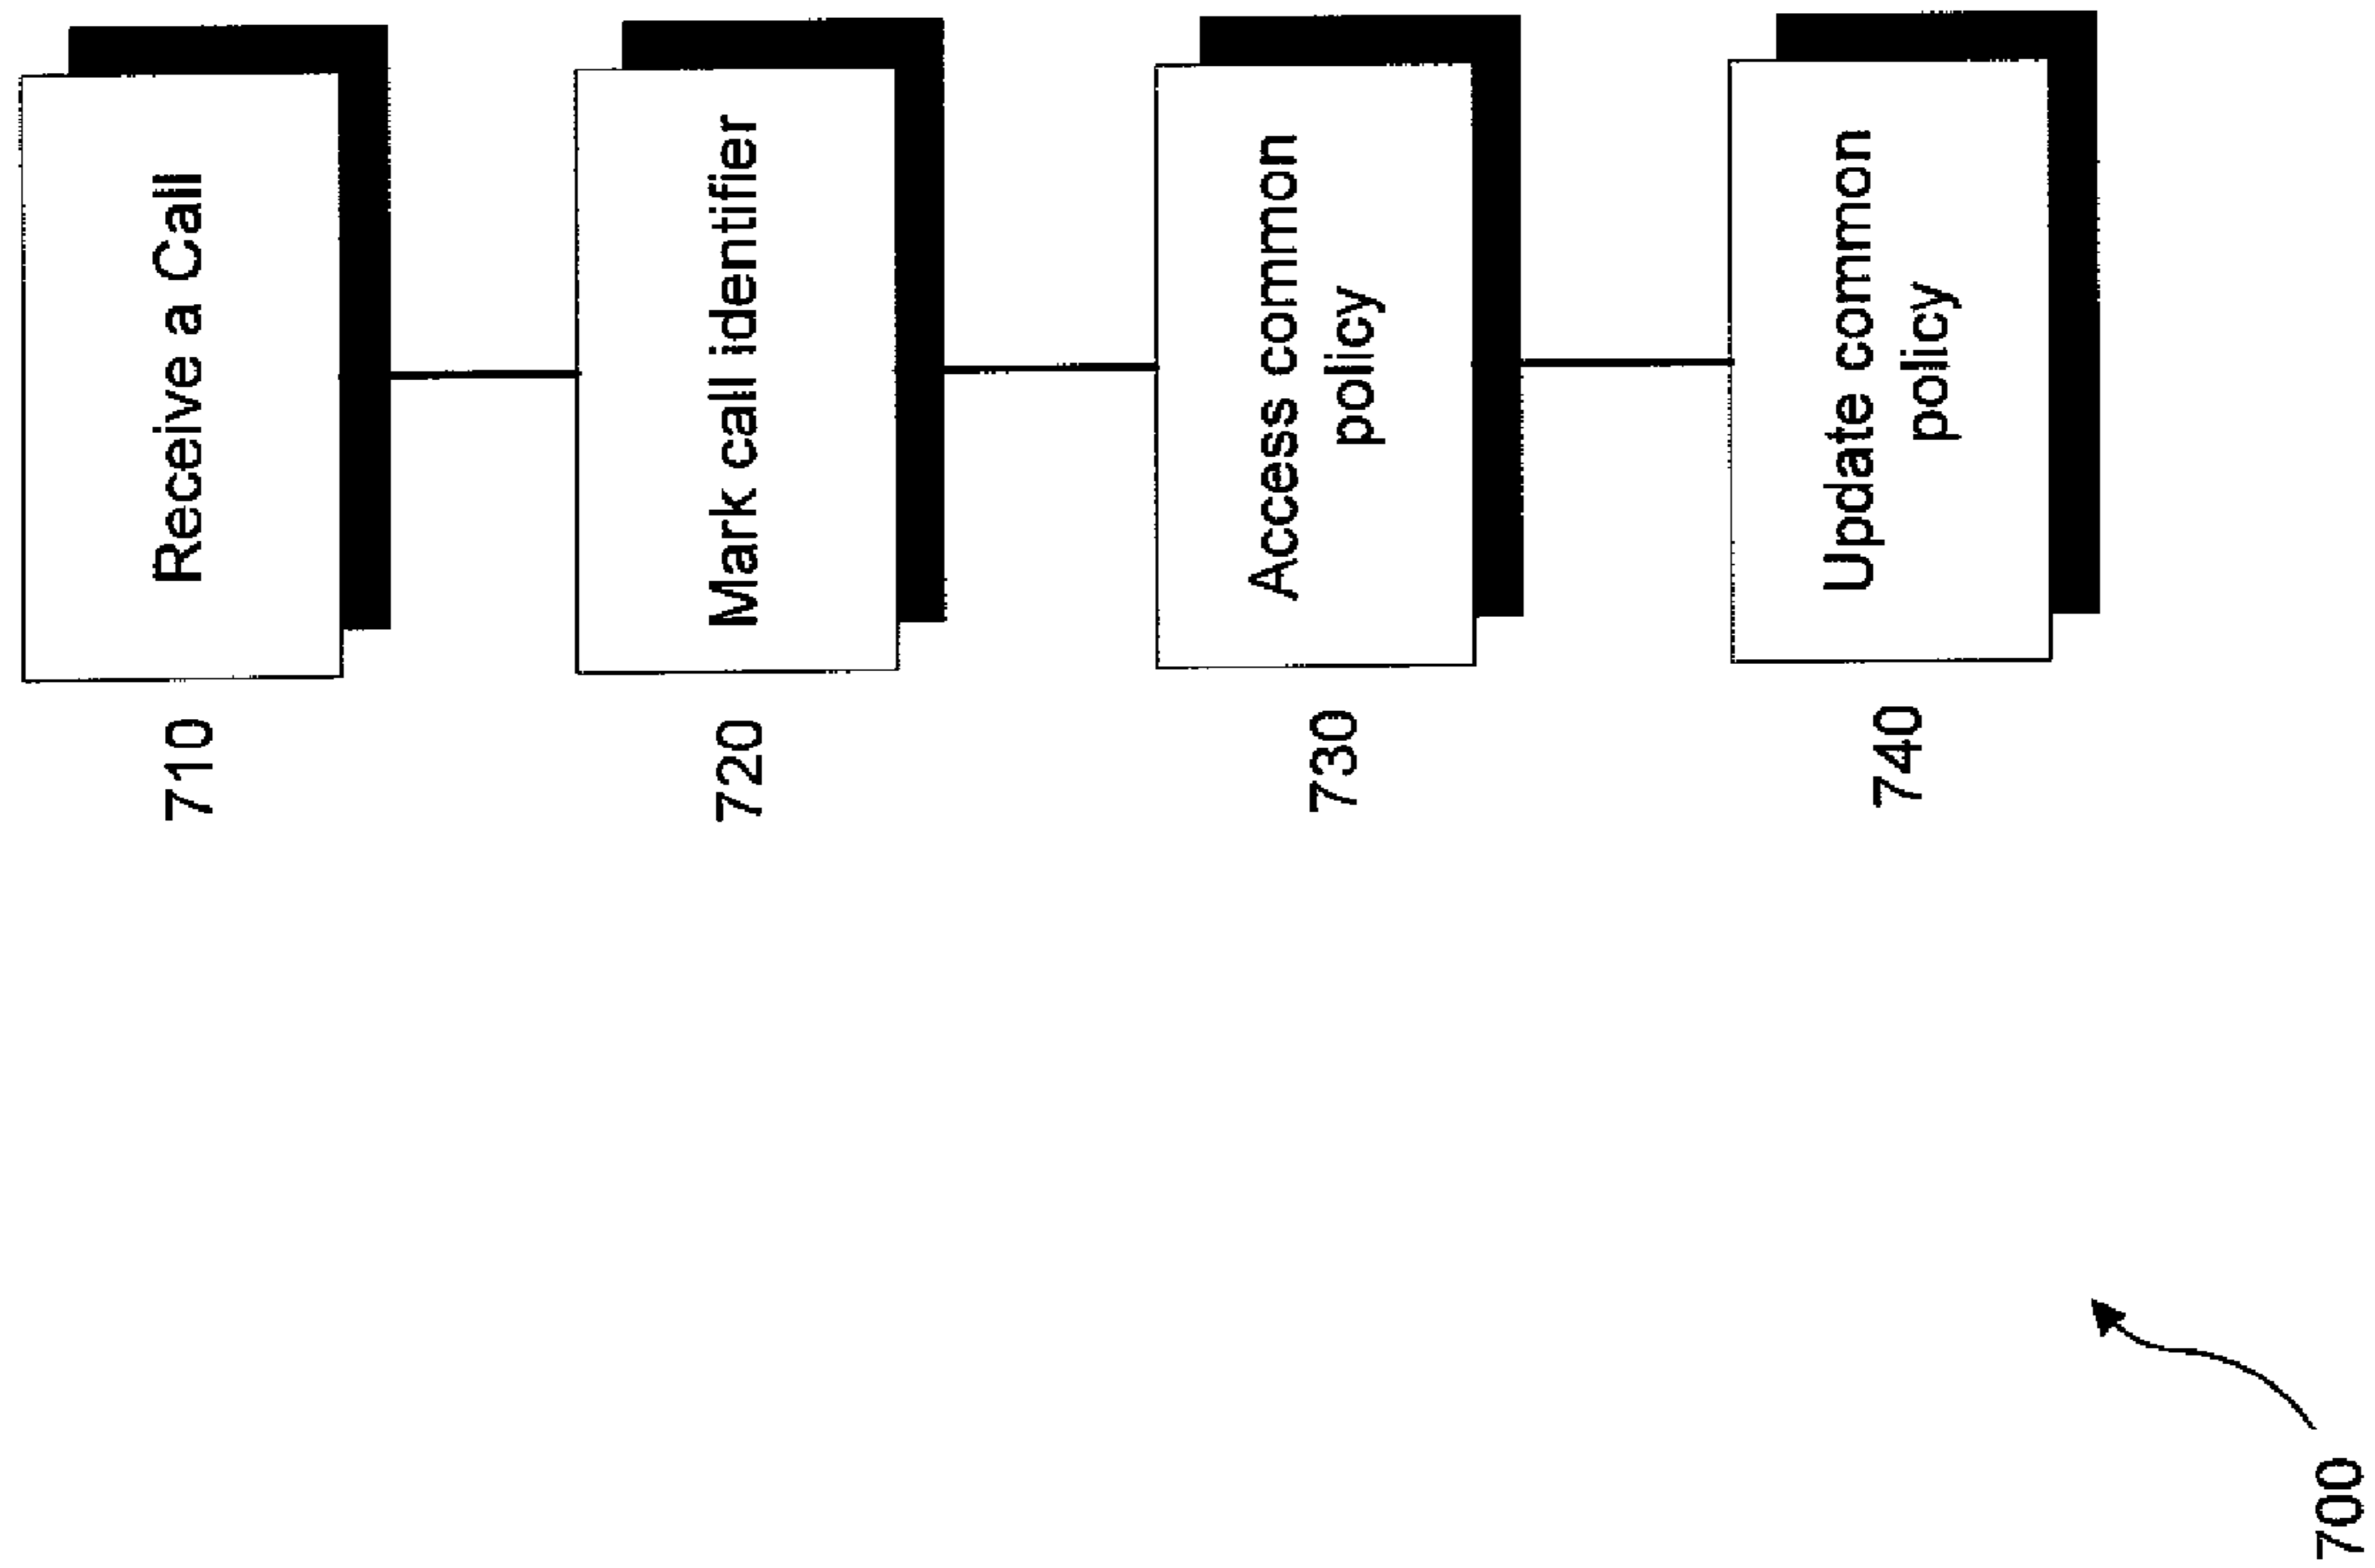 710
Receive a Call
720
Mark call identifier
730
Access common
policy
740
Update common
policy
700